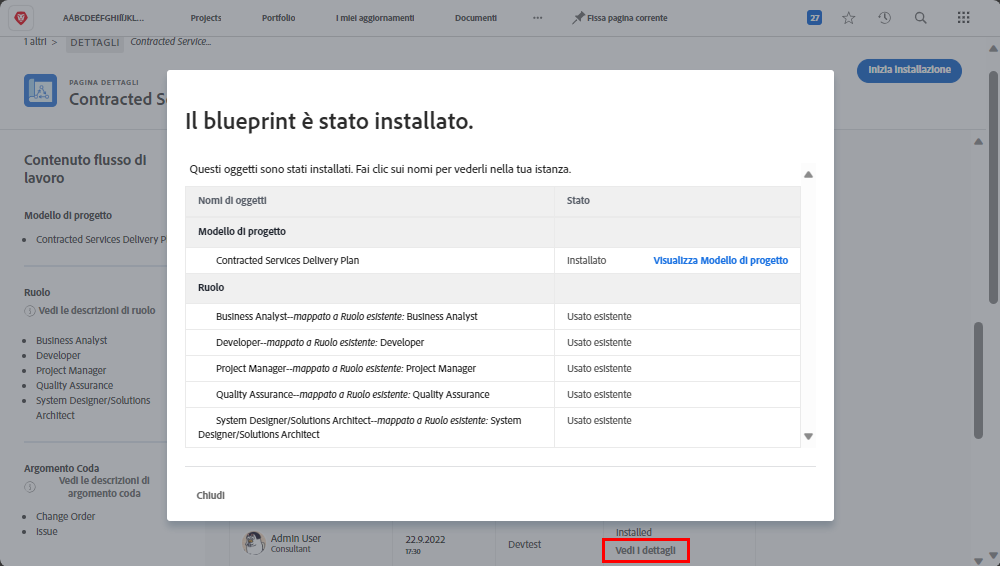 AÁBCDEÉFGHIÍJKL...
Projects
Portfolio
I miei aggiornamenti
Documenti
Fissa pagina corrente
27
1 altri >
DETTAGLI
Contracted Service...
PAGINA DETTAGLI
Contracted S
Inizia installazione
Contenuto flusso di
lavoro
Modello di progetto
Contracted Services Delivery P
Ruolo
Vedi le descrizioni di ruolo
Business Analyst
Developer
Project Manager
Quality Assurance
System Designer/Solutions
Architect
Argomento Coda
Vedi le descrizioni di
argomento coda
Change Order
Issue
Il blueprint è stato installato.
Questi oggetti sono stati installati. Fai clic sui nomi per vederli nella tua istanza.
Nomi di oggetti
Stato
Modello di progetto
Contracted Services Delivery Plan
Installato
Visualizza Modello di progetto
Ruolo
Business Analyst--mappato a Ruolo esistente: Business Analyst
Usato esistente
Developer--mappato a Ruolo esistente: Developer
Usato esistente
Project Manager--mappato a Ruolo esistente: Project Manager
Usato esistente
Quality Assurance--mappato a Ruolo esistente: Quality Assurance
Usato esistente
System Designer/Solutions Architect--mappato a Ruolo esistente: System
Designer/Solutions Architect
Usato esistente
Chiudi
Admin User
Consultant
22.9.2022
17:30
Devtest
Installed
Vedi i dettagli